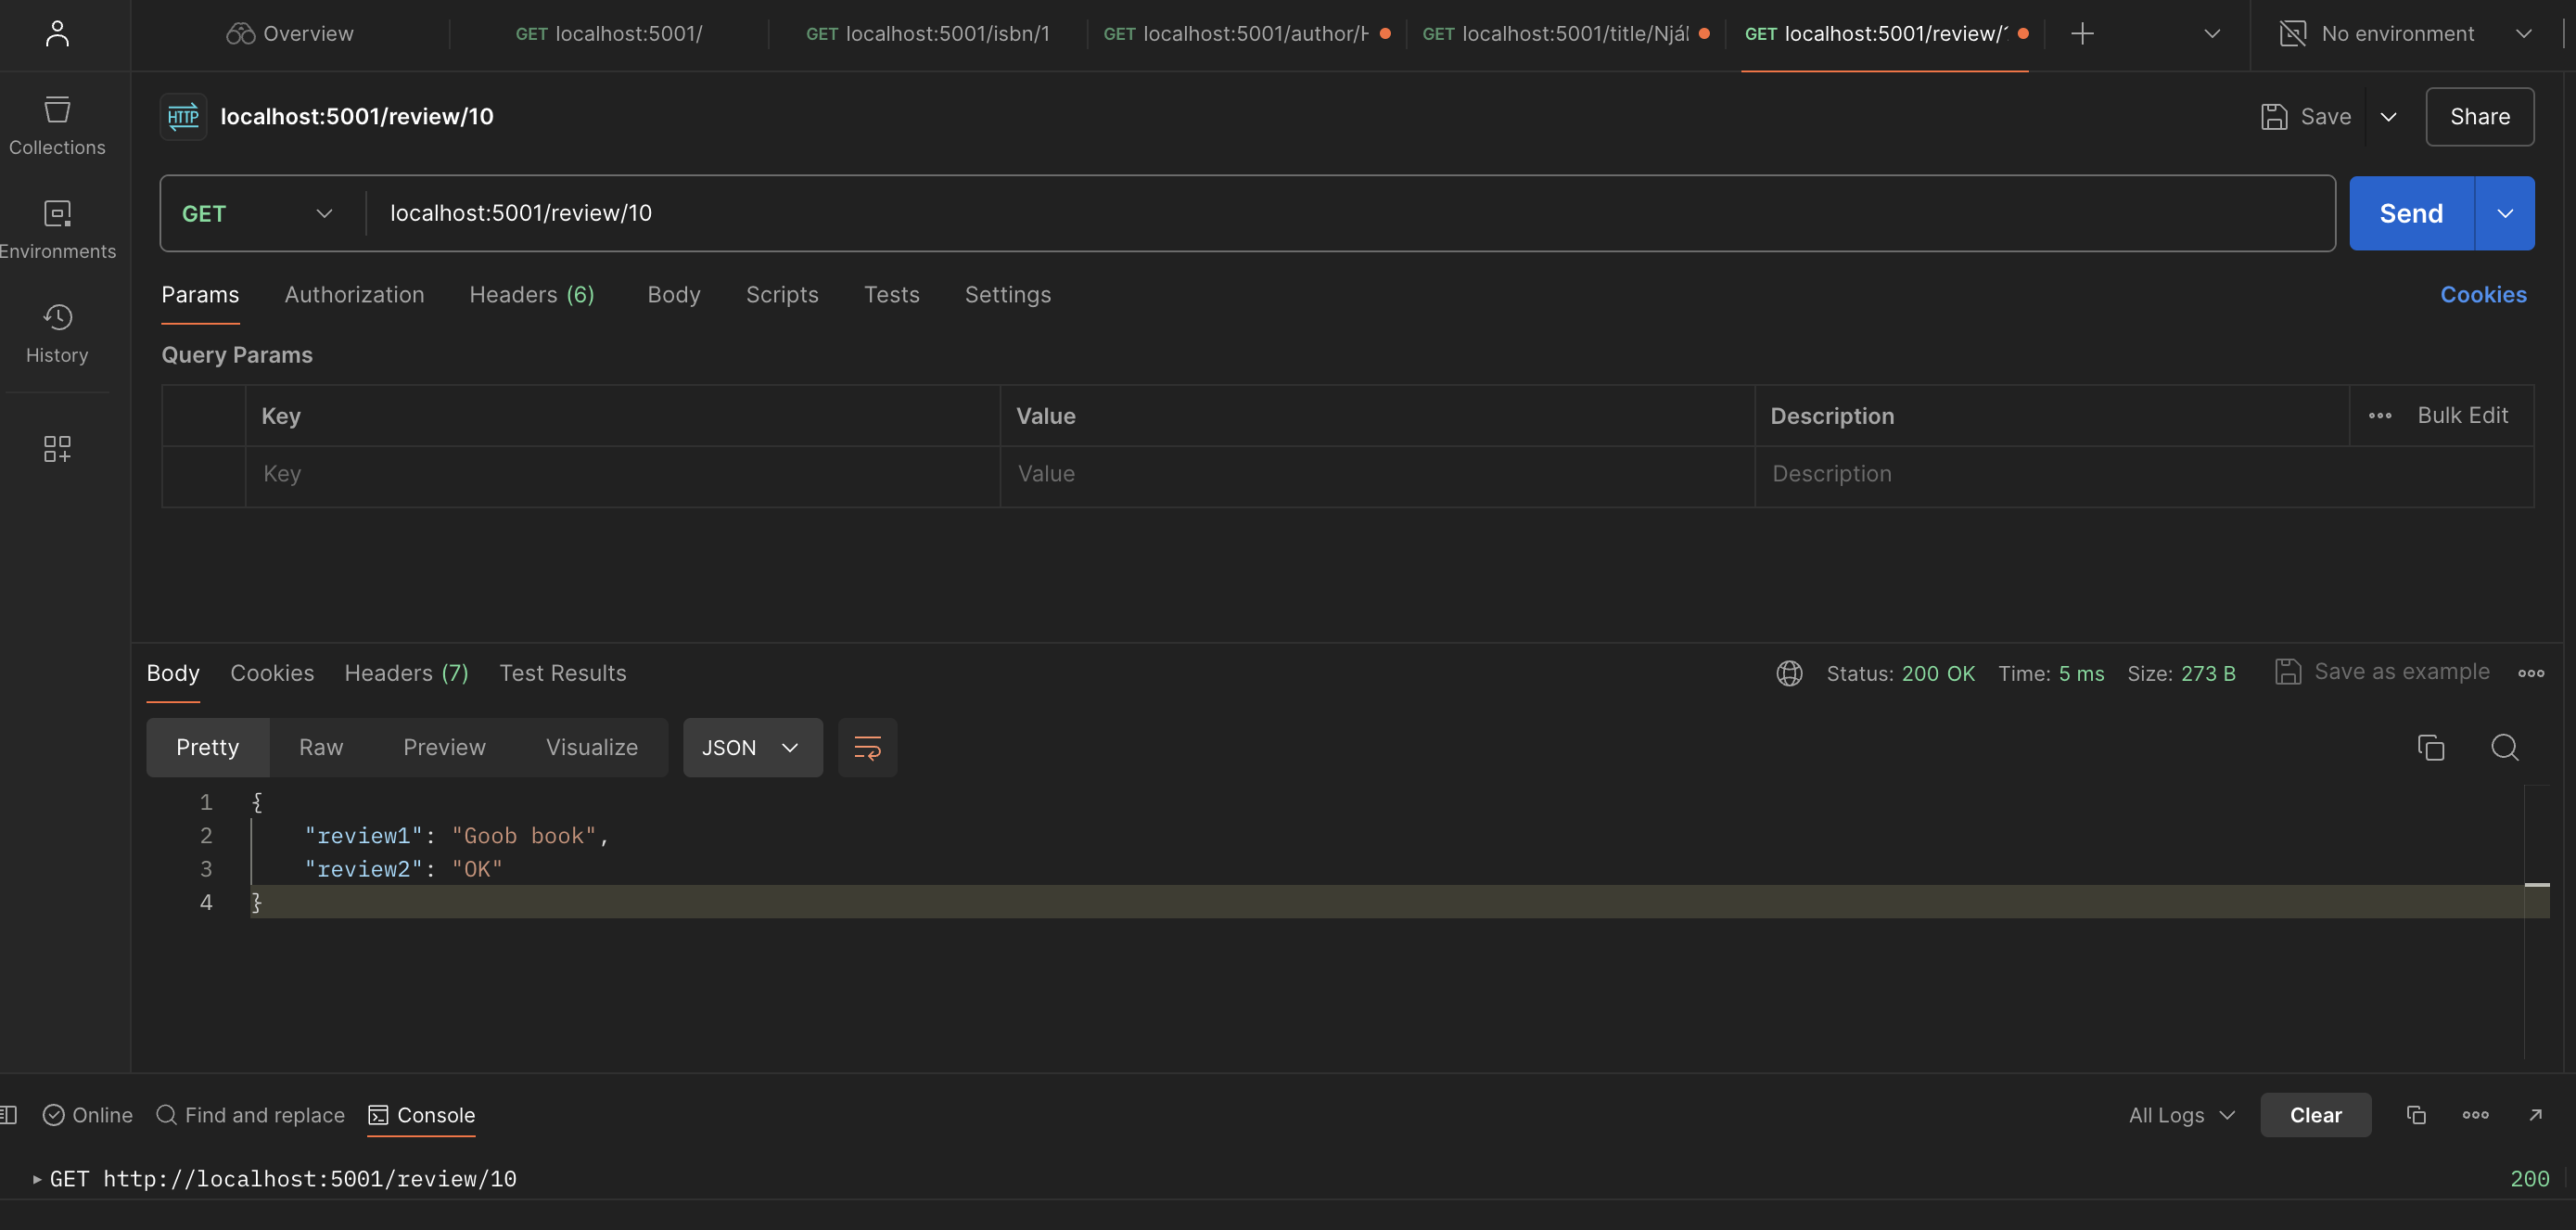 Overview
GET localhost:5001/
GET localhost:5001/isbn/1
GET localhost:5001/author/H
GET localhost:5001/title/Njál
GET localhost:5001/review/1
No environment
HTTP localhost:5001/review/10
Save
Share
Collections
Environments
History
GET localhost:5001/review/10
Send
Params Authorization Headers (6) Body Scripts Tests Settings
Cookies
Query Params
Key Value Description Bulk Edit
Key Value Description
Body Cookies Headers (7) Test Results
Status: 200 OK Time: 5 ms Size: 273 B Save as example
Pretty Raw Preview Visualize JSON
1 {
2 "review1": "Goob book",
3 "review2": "OK"
4 }
Online Find and replace Console
All Logs Clear
GET http://localhost:5001/review/10 200